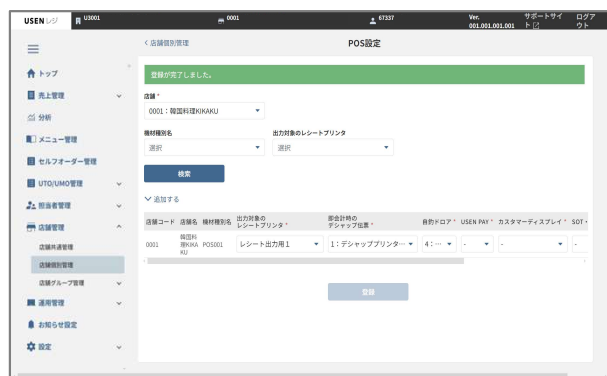 USEN レジ U3001 0001 67337 Ver. 001.001.001.001 サポートサイト ログアウト
< 店舗個別管理 POS設定
トップ
売上管理
分析
メニュー管理
セルフオーダー管理
UTO/UMO管理
担当者管理
店舗管理
店舗共通管理
店舗個別管理
店舗グループ管理
運用管理
お知らせ設定
設定
登録が完了しました。
店舗 *
0001：韓国料理KIKAKU
機材種別名 出力対象のレシートプリンタ
選択 選択
検索
追加する
店舗コード 店舗名 機材種別名 出力対象のレシートプリンタ * 即会計時のデシャップ伝票 * 自釣ドロア * USEN PAY * カスタマーディスプレイ * SOT
0001 韓国料理KIKAKU POS001 レシート出力用１ 1：デシャッププリンタ… 4：… - - -
登録